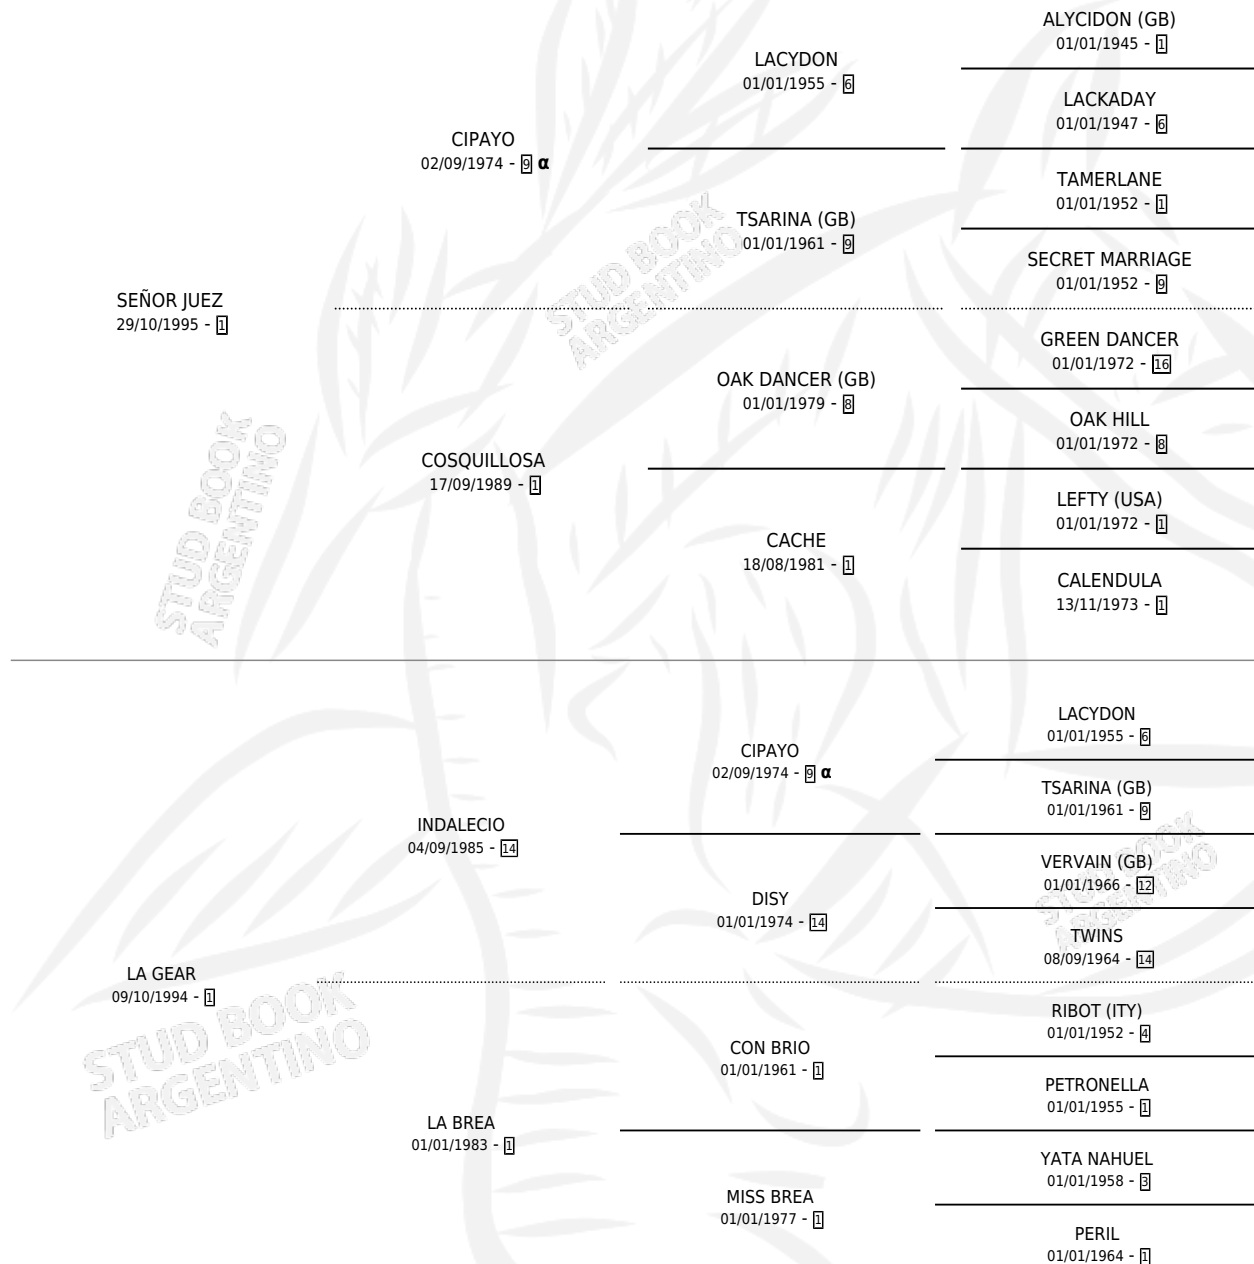 ALYCIDON (GB)
01/01/1945 - 1
LACYDON
01/01/1955 - 6
LACKADAY
01/01/1947 - 6
CIPAYO
02/09/1974 - 9 α
TAMERLANE
01/01/1952 - 1
TSARINA (GB)
01/01/1961 - 9
SECRET MARRIAGE
01/01/1952 - 9
SEÑOR JUEZ
29/10/1995 - 1
GREEN DANCER
01/01/1972 - 16
OAK DANCER (GB)
01/01/1979 - 8
OAK HILL
01/01/1972 - 8
COSQUILLOSA
17/09/1989 - 1
LEFTY (USA)
01/01/1972 - 1
CACHE
18/08/1981 - 1
CALENDULA
13/11/1973 - 1
STUD BOOK
ARGENTINO
STUD BOOK
ARGENTINO
LACYDON
01/01/1955 - 6
CIPAYO
02/09/1974 - 9 α
TSARINA (GB)
01/01/1961 - 9
INDALECIO
04/09/1985 - 14
VERVAIN (GB)
01/01/1966 - 12
DISY
01/01/1974 - 14
TWINS
08/09/1964 - 14
LA GEAR
09/10/1994 - 1
RIBOT (ITY)
01/01/1952 - 4
CON BRIO
01/01/1961 - 1
PETRONELLA
01/01/1955 - 1
LA BREA
01/01/1983 - 1
YATA NAHUEL
01/01/1958 - 3
MISS BREA
01/01/1977 - 1
PERIL
01/01/1964 - 1
STUD BOOK
ARGENTINO
STUD BOOK
ARGENTINO